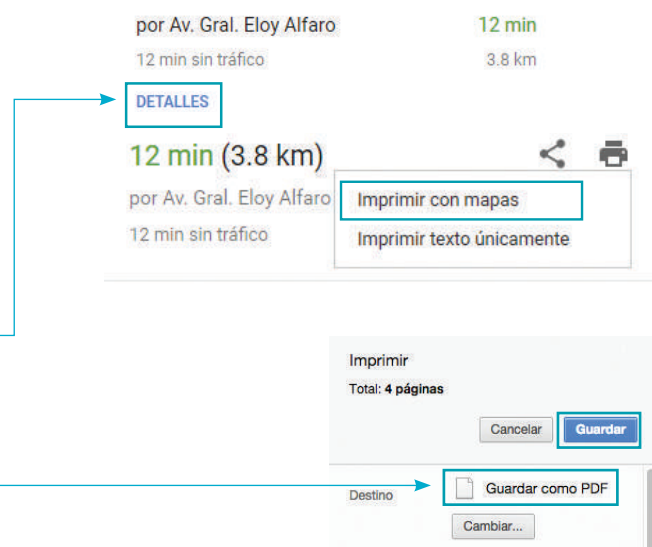 por Av. Gral. Eloy Alfaro 12 min
12 min sin tráfico 3.8 km
DETALLES
12 min (3.8 km)
por Av. Gral. Eloy Alfaro
12 min sin tráfico
Imprimir con mapas
Imprimir texto únicamente
Imprimir
Total: 4 páginas
Cancelar Guardar
Destino Guardar como PDF
Cambiar...